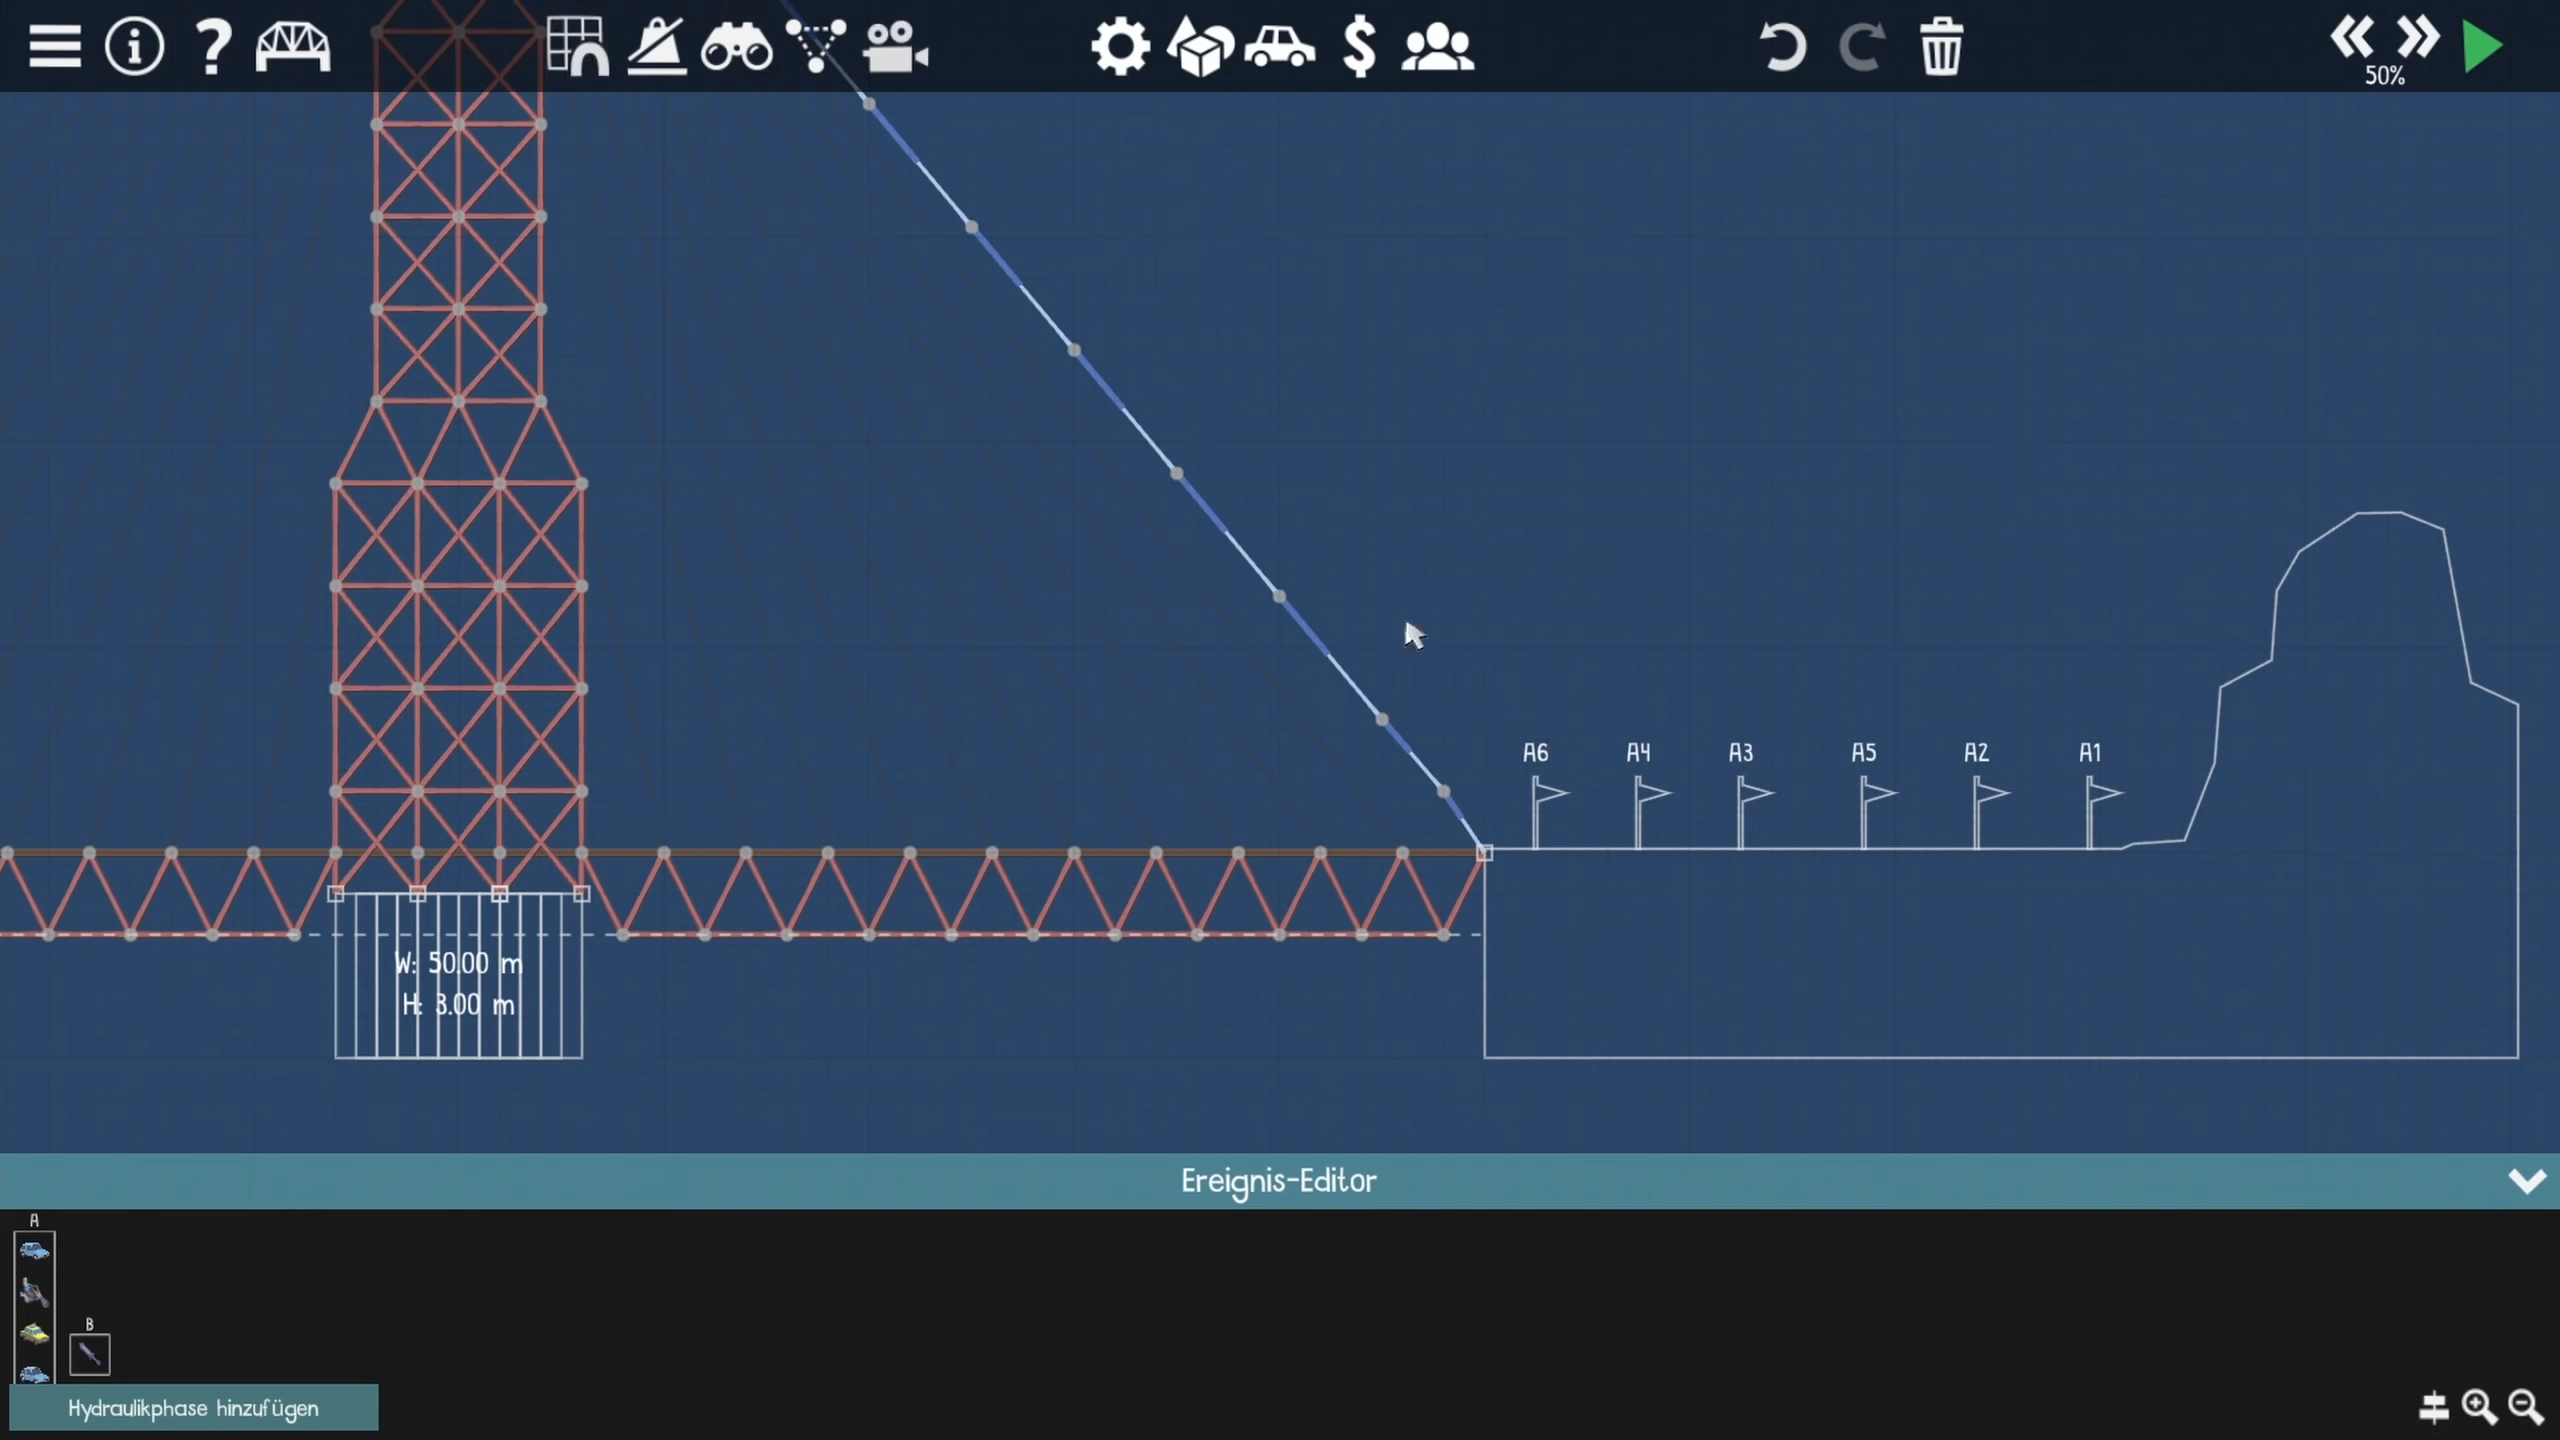 50%
A6 A4 A3 A5 A2 A1
W: 50.00 m
H: 3.00 m
Ereignis-Editor
A
B
Hydraulikphase hinzufügen